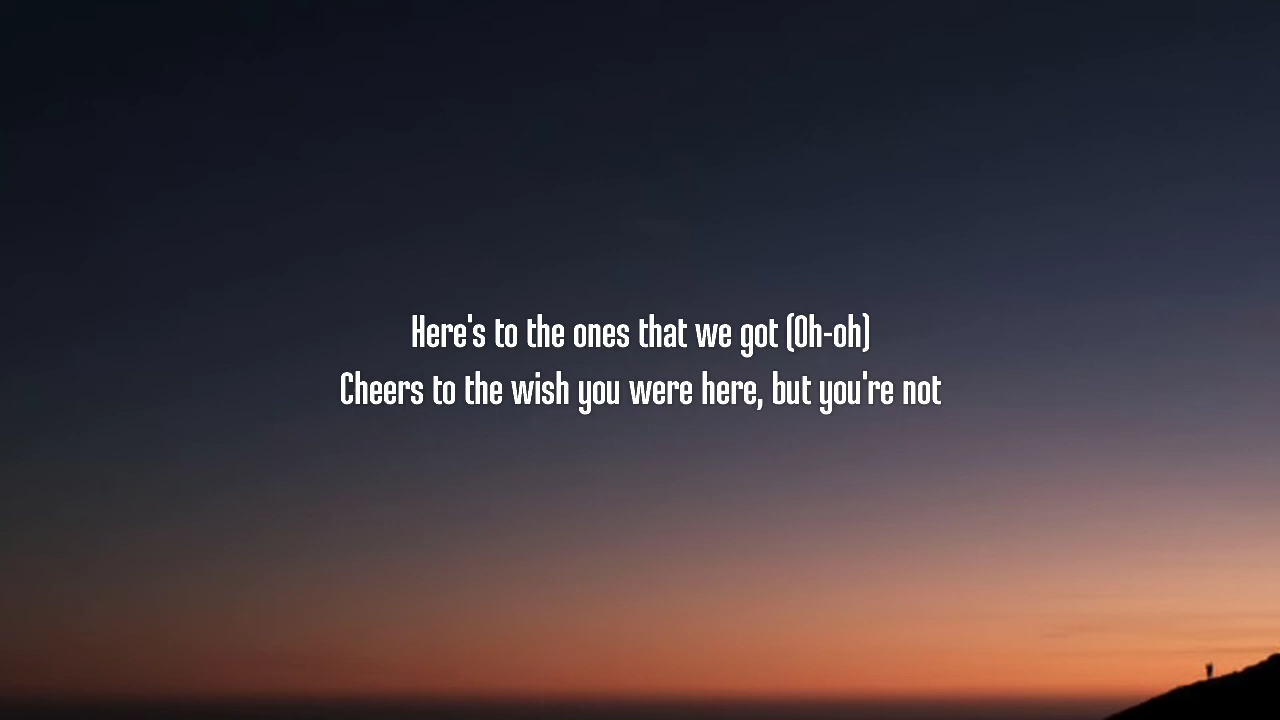 Here's to the ones that we got (Oh-oh)
Cheers to the wish you were here, but you're not